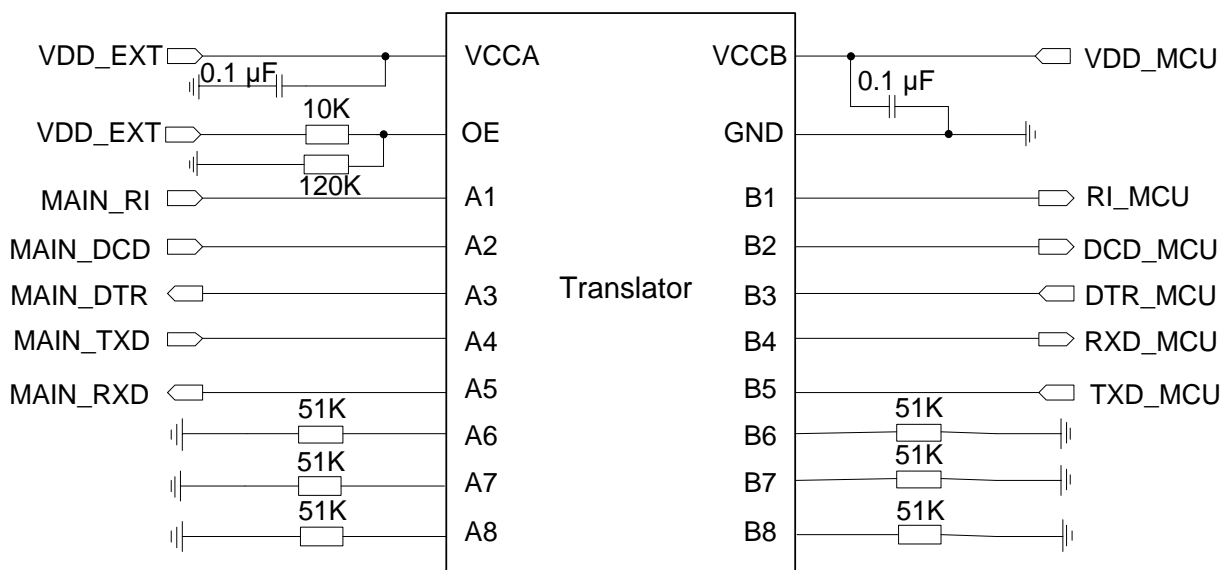 VDD_EXT VCCA VCCB VDD_MCU
0.1 µF 0.1 µF
10K
VDD_EXT OE GND
120K
MAIN_RI A1 B1 RI_MCU
MAIN_DCD A2 B2 DCD_MCU
MAIN_DTR A3 Translator B3 DTR_MCU
MAIN_TXD A4 B4 RXD_MCU
MAIN_RXD A5 B5 TXD_MCU
51K 51K
A6 B6
51K 51K
A7 B7
51K 51K
A8 B8